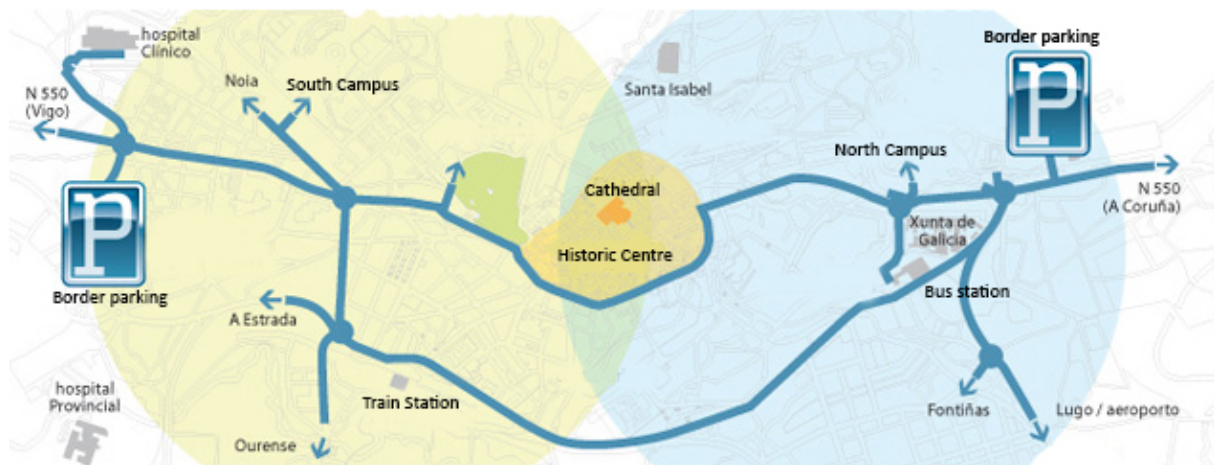 hospital
Clínico
Border parking
P
Noia
South Campus
Santa Isabel
N 550
(Vigo)
North Campus
Cathedral
N 550
(A Coruña)
P
Xunta de
Galicia
Historic Centre
Border parking
Bus station
A Estrada
hospital
Provincial
Train Station
Fontiñas
Lugo / aeroporto
Ourense